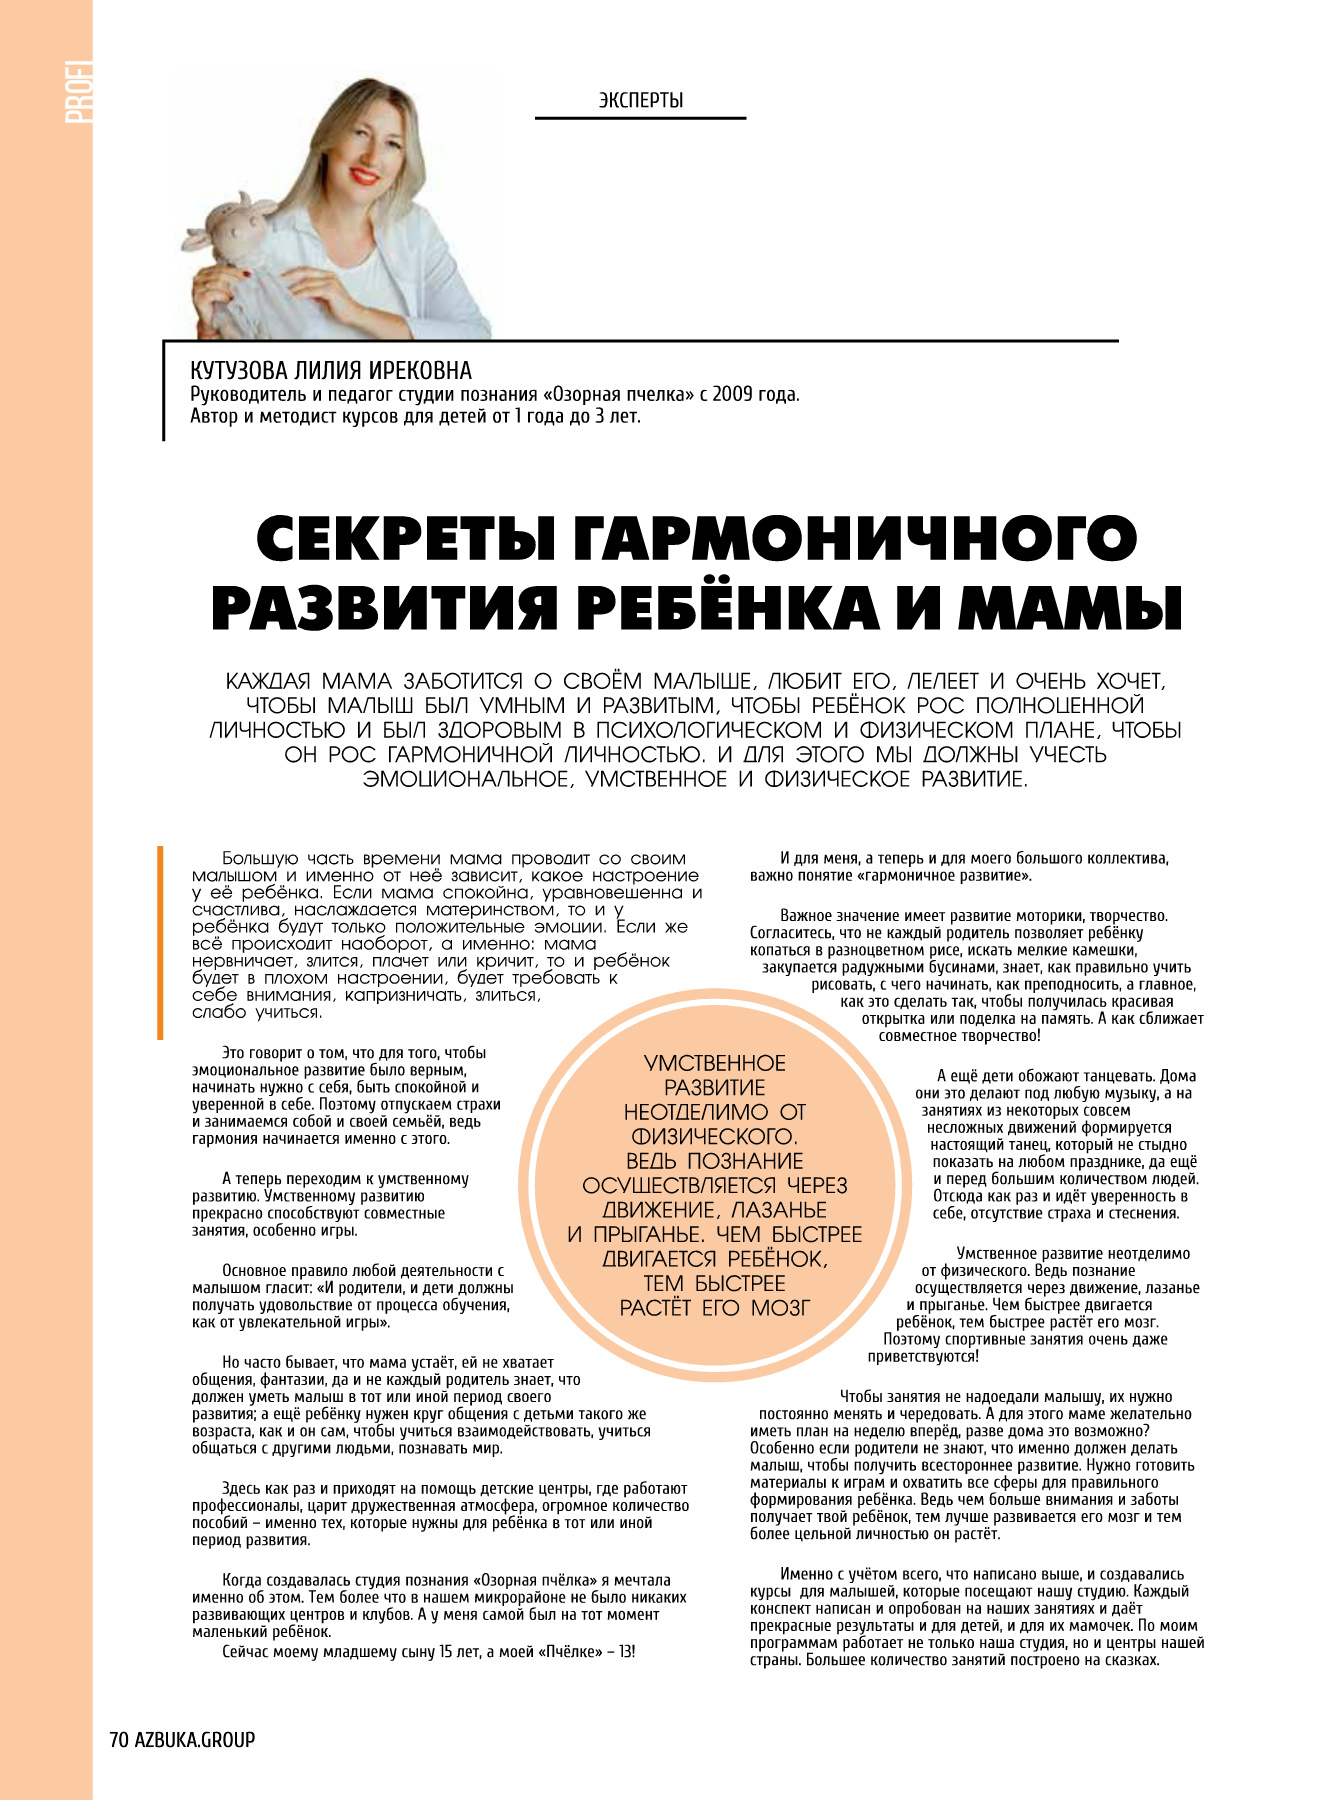 PROFI
ЭКСПЕРТЫ
КУТУЗОВА ЛИЛИЯ ИРЕКОВНА
Руководитель и педагог студии познания «Озорная пчелка» с 2009 года.
Автор и методист курсов для детей от 1 года до 3 лет.
СЕКРЕТЫ ГАРМОНИЧНОГО
РАЗВИТИЯ РЕБЁНКА И МАМЫ
КАЖДАЯ МАМА ЗАБОТИТСЯ О СВОЁМ МАЛЫШЕ, ЛЮБИТ ЕГО, ЛЕЛЕЕТ И ОЧЕНЬ ХОЧЕТ,
ЧТОБЫ МАЛЫШ БЫЛ УМНЫМ И РАЗВИТЫМ, ЧТОБЫ РЕБЁНОК РОС ПОЛНОЦЕННОЙ
ЛИЧНОСТЬЮ И БЫЛ ЗДОРОВЫМ В ПСИХОЛОГИЧЕСКОМ И ФИЗИЧЕСКОМ ПЛАНЕ, ЧТОБЫ
ОН РОС ГАРМОНИЧНОЙ ЛИЧНОСТЬЮ. И ДЛЯ ЭТОГО МЫ ДОЛЖНЫ УЧЕСТЬ
ЭМОЦИОНАЛЬНОЕ, УМСТВЕННОЕ И ФИЗИЧЕСКОЕ РАЗВИТИЕ.
Большую часть времени мама проводит со своим
малышом и именно от неё зависит, какое настроение
у её ребёнка. Если мама спокойна, уравновешенна и
счастлива, наслаждается материнством, то и у
ребёнка будут только положительные эмоции. Если же
всё происходит наоборот, а именно: мама
нервничает, злится, плачет или кричит, то и ребёнок
будет в плохом настроении, будет требовать к
себе внимания, капризничать, злиться,
слабо учиться.
Это говорит о том, что для того, чтобы
эмоциональное развитие было верным,
начинать нужно с себя, быть спокойной и
уверенной в себе. Поэтому отпускаем страхи
и занимаемся собой и своей семьёй, ведь
гармония начинается именно с этого.
А теперь переходим к умственному
развитию. Умственному развитию
прекрасно способствуют совместные
занятия, особенно игры.
Основное правило любой деятельности с
малышом гласит: «И родители, и дети должны
получать удовольствие от процесса обучения,
как от увлекательной игры».
Но часто бывает, что мама устаёт, ей не хватает
общения, фантазии, да и не каждый родитель знает, что
должен уметь малыш в тот или иной период своего
развития; а ещё ребёнку нужен круг общения с детьми такого же
возраста, как и он сам, чтобы учиться взаимодействовать, учиться
общаться с другими людьми, познавать мир.
Здесь как раз и приходят на помощь детские центры, где работают
профессионалы, царит дружественная атмосфера, огромное количество
пособий – именно тех, которые нужны для ребёнка в тот или иной
период развития.
Когда создавалась студия познания «Озорная пчёлка» я мечтала
именно об этом. Тем более что в нашем микрорайоне не было никаких
развивающих центров и клубов. А у меня самой был на тот момент
маленький ребёнок.
Сейчас моему младшему сыну 15 лет, а моей «Пчёлке» – 13!
УМСТВЕННОЕ
РАЗВИТИЕ
НЕОТДЕЛИМО ОТ
ФИЗИЧЕСКОГО.
ВЕДЬ ПОЗНАНИЕ
ОСУЩЕСТВЛЯЕТСЯ ЧЕРЕЗ
ДВИЖЕНИЕ, ЛАЗАНЬЕ
И ПРЫГАНЬЕ. ЧЕМ БЫСТРЕЕ
ДВИГАЕТСЯ РЕБЁНОК,
ТЕМ БЫСТРЕЕ
РАСТЁТ ЕГО МОЗГ
И для меня, а теперь и для моего большого коллектива,
важно понятие «гармоничное развитие».
Важное значение имеет развитие моторики, творчество.
Согласитесь, что не каждый родитель позволяет ребёнку
копаться в разноцветном рисе, искать мелкие камешки,
закупается радужными бусинами, знает, как правильно учить
рисовать, с чего начинать, как преподносить, а главное,
как это сделать так, чтобы получилась красивая
открытка или поделка на память. А как сближает
совместное творчество!
А ещё дети обожают танцевать. Дома
они это делают под любую музыку, а на
занятиях из некоторых совсем
несложных движений формируется
настоящий танец, который не стыдно
показать на любом празднике, да ещё
и перед большим количеством людей.
Отсюда как раз и идёт уверенность в
себе, отсутствие страха и стеснения.
Умственное развитие неотделимо
от физического. Ведь познание
осуществляется через движение, лазанье
и прыганье. Чем быстрее двигается
ребёнок, тем быстрее растёт его мозг.
Поэтому спортивные занятия очень даже
приветствуются!
Чтобы занятия не надоедали малышу, их нужно
постоянно менять и чередовать. А для этого маме желательно
иметь план на неделю вперёд, разве дома это возможно?
Особенно если родители не знают, что именно должен делать
малыш, чтобы получить всестороннее развитие. Нужно готовить
материалы к играм и охватить все сферы для правильного
формирования ребёнка. Ведь чем больше внимания и заботы
получает твой ребёнок, тем лучше развивается его мозг и тем
более цельной личностью он растёт.
Именно с учётом всего, что написано выше, и создавались
курсы для малышей, которые посещают нашу студию. Каждый
конспект написан и опробован на наших занятиях и даёт
прекрасные результаты и для детей, и для их мамочек. По моим
программам работает не только наша студия, но и центры нашей
страны. Большее количество занятий построено на сказках.
70 AZBUKA.GROUP